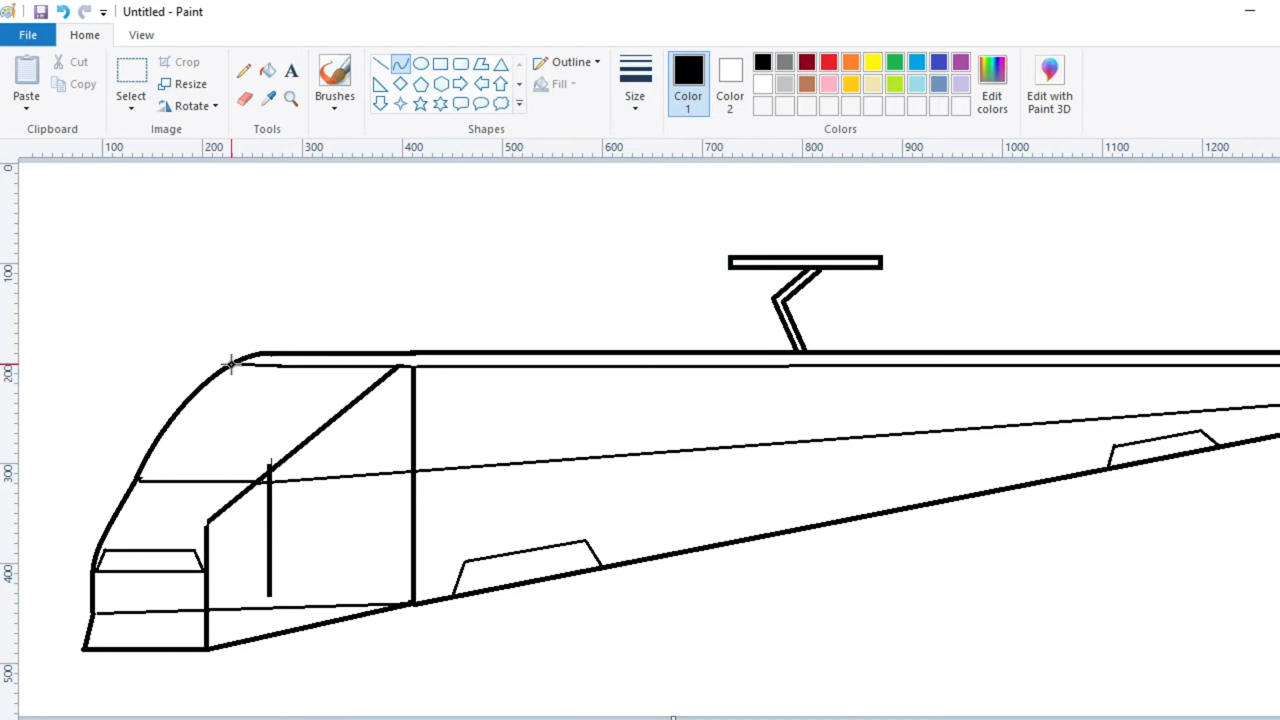 Untitled - Paint
File Home View
Paste
Cut
Copy
Clipboard
Select
Crop
Resize
Rotate
Image
A
Tools
Brushes
Outline
Fill
Shapes
Size
Color 1
Color 2
Edit colors
Colors
Edit with Paint 3D
100 200 300 400 500 600 700 800 900 1000 1100 1200
0
100
200
300
400
500